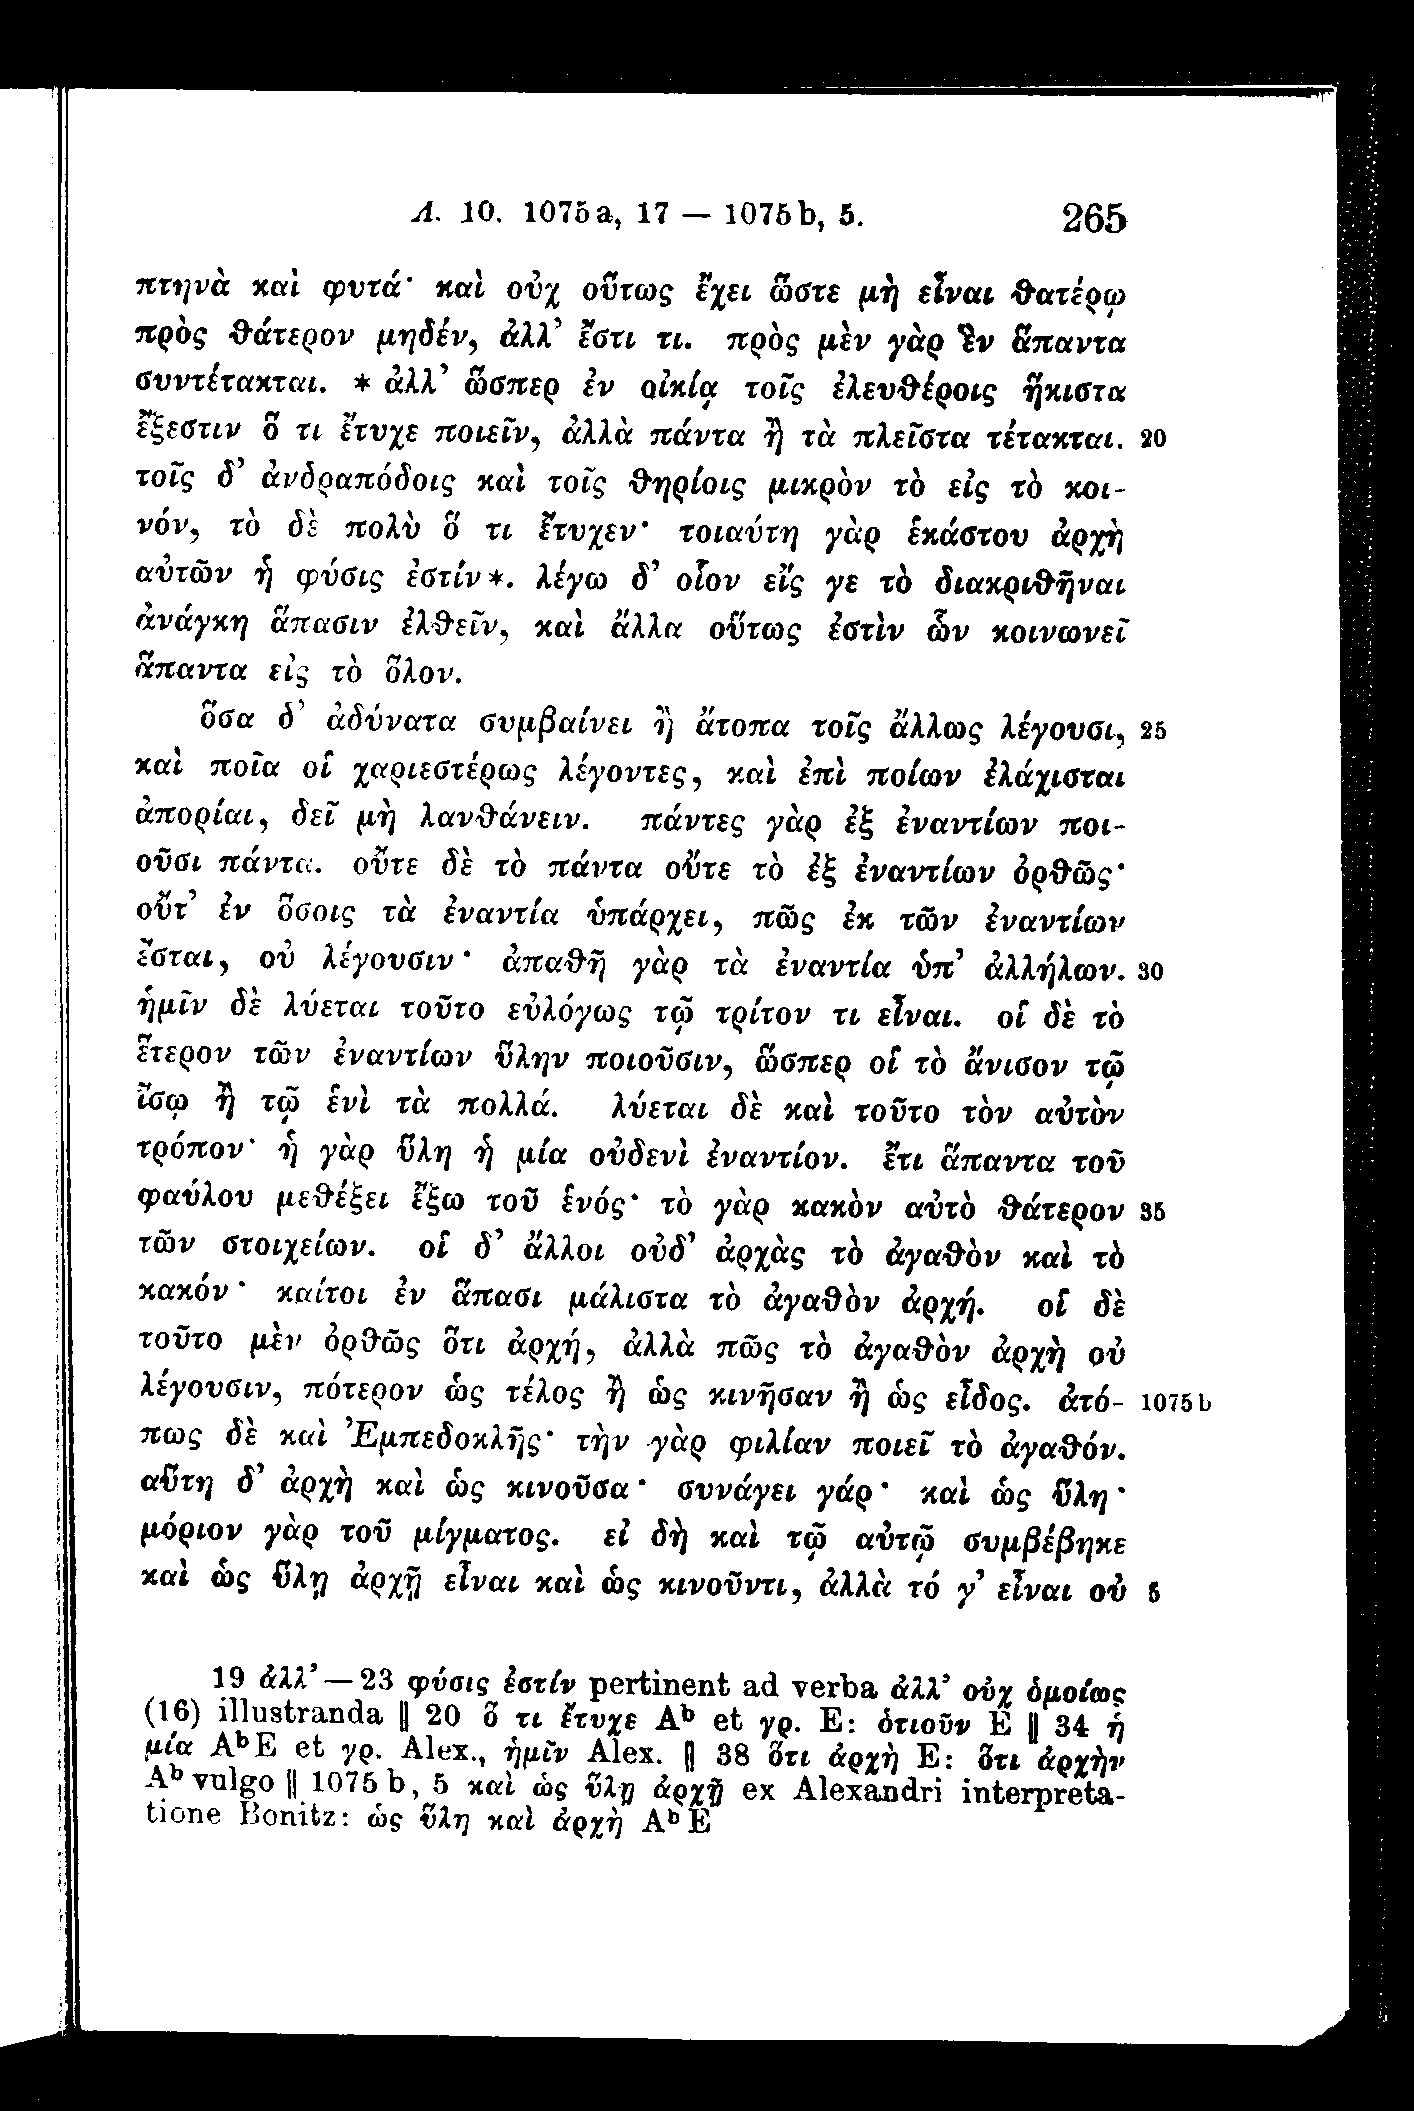 Λ. 10. 1075 a, 17 — 1075 b, 5. 265
πτηνὰ καὶ φυτά· καὶ οὐχ οὕτως ἔχει ὥστε μὴ εἶναι θατέρῳ
πρὸς θάτερον μηδέν, ἀλλ’ ἔστι τι. πρὸς μὲν γὰρ ἓν ἅπαντα
συντέτακται. * ἀλλ’ ὥσπερ ἐν οἰκίᾳ τοῖς ἐλευθέροις ἥκιστα
ἔξεστιν ὅ τι ἔτυχε ποιεῖν, ἀλλὰ πάντα ἢ τὰ πλεῖστα τέτακται. 20
τοῖς δ’ ἀνδραπόδοις καὶ τοῖς θηρίοις μικρὸν τὸ εἰς τὸ κοι-
νόν, τὸ δὲ πολὺ ὅ τι ἔτυχεν· τοιαύτη γὰρ ἑκάστου ἀρχὴ
αὐτῶν ἡ φύσις ἐστίν *. λέγω δ’ οἷον εἴς γε τὸ διακριθῆναι
ἀνάγκη ἅπασιν ἐλθεῖν, καὶ ἄλλα οὕτως ἐστὶν ὧν κοινωνεῖ
ἅπαντα εἰς τὸ ὅλον.
ὅσα δ’ ἀδύνατα συμβαίνει ἢ ἄτοπα τοῖς ἄλλως λέγουσι, 25
καὶ ποῖα οἱ χαριεστέρως λέγοντες, καὶ ἐπὶ ποίων ἐλάχισται
ἀπορίαι, δεῖ μὴ λανθάνειν. πάντες γὰρ ἐξ ἐναντίων ποι-
οῦσι πάντα. οὔτε δὲ τὸ πάντα οὔτε τὸ ἐξ ἐναντίων ὀρθῶς·
οὔτ’ ἐν ὅσοις τὰ ἐναντία ὑπάρχει, πῶς ἐκ τῶν ἐναντίων
ἔσται, οὐ λέγουσιν· ἀπαθῆ γὰρ τὰ ἐναντία ὑπ’ ἀλλήλων. 30
ἡμῖν δὲ λύεται τοῦτο εὐλόγως τῷ τρίτον τι εἶναι. οἱ δὲ τὸ
ἕτερον τῶν ἐναντίων ὕλην ποιοῦσιν, ὥσπερ οἱ τὸ ἄνισον τῷ
ἴσῳ ἢ τῷ ἑνὶ τὰ πολλά. λύεται δὲ καὶ τοῦτο τὸν αὐτὸν
τρόπον· ἡ γὰρ ὕλη ἡ μία οὐδενὶ ἐναντίον. ἔτι ἅπαντα τοῦ
φαύλου μεθέξει ἔξω τοῦ ἑνός· τὸ γὰρ κακὸν αὐτὸ θάτερον 35
τῶν στοιχείων. οἱ δ’ ἄλλοι οὐδ’ ἀρχὰς τὸ ἀγαθὸν καὶ τὸ
κακόν· καίτοι ἐν ἅπασι μάλιστα τὸ ἀγαθὸν ἀρχή. οἱ δὲ
τοῦτο μὲν ὀρθῶς ὅτι ἀρχή, ἀλλὰ πῶς τὸ ἀγαθὸν ἀρχὴ οὐ
λέγουσιν, πότερον ὡς τέλος ἢ ὡς κινῆσαν ἢ ὡς εἶδος. ἀτό- 1075 b
πως δὲ καὶ Ἐμπεδοκλῆς· τὴν γὰρ φιλίαν ποιεῖ τὸ ἀγαθόν.
αὕτη δ’ ἀρχὴ καὶ ὡς κινοῦσα· συνάγει γάρ· καὶ ὡς ὕλη·
μόριον γὰρ τοῦ μίγματος. εἰ δὴ καὶ τῷ αὐτῷ συμβέβηκε
καὶ ὡς ὕλῃ ἀρχῇ εἶναι καὶ ὡς κινοῦντι, ἀλλὰ τό γ’ εἶναι οὐ 5
19 ἀλλ’ — 23 φύσις ἐστίν pertinent ad verba ἀλλ’ οὐχ ὁμοίως
(16) illustranda || 20 ὅ τι ἔτυχε Aᵇ et γρ. E: ὁτιοῦν E || 34 ἡ
μία AᵇE et γρ. Alex., ἡμῖν Alex. || 38 ὅτι ἀρχὴ E: ὅτι ἀρχὴν
Aᵇ vulgo || 1075 b, 5 καὶ ὡς ὕλῃ ἀρχῇ ex Alexandri interpreta-
tione Bonitz: ὡς ὕλη καὶ ἀρχὴ AᵇE